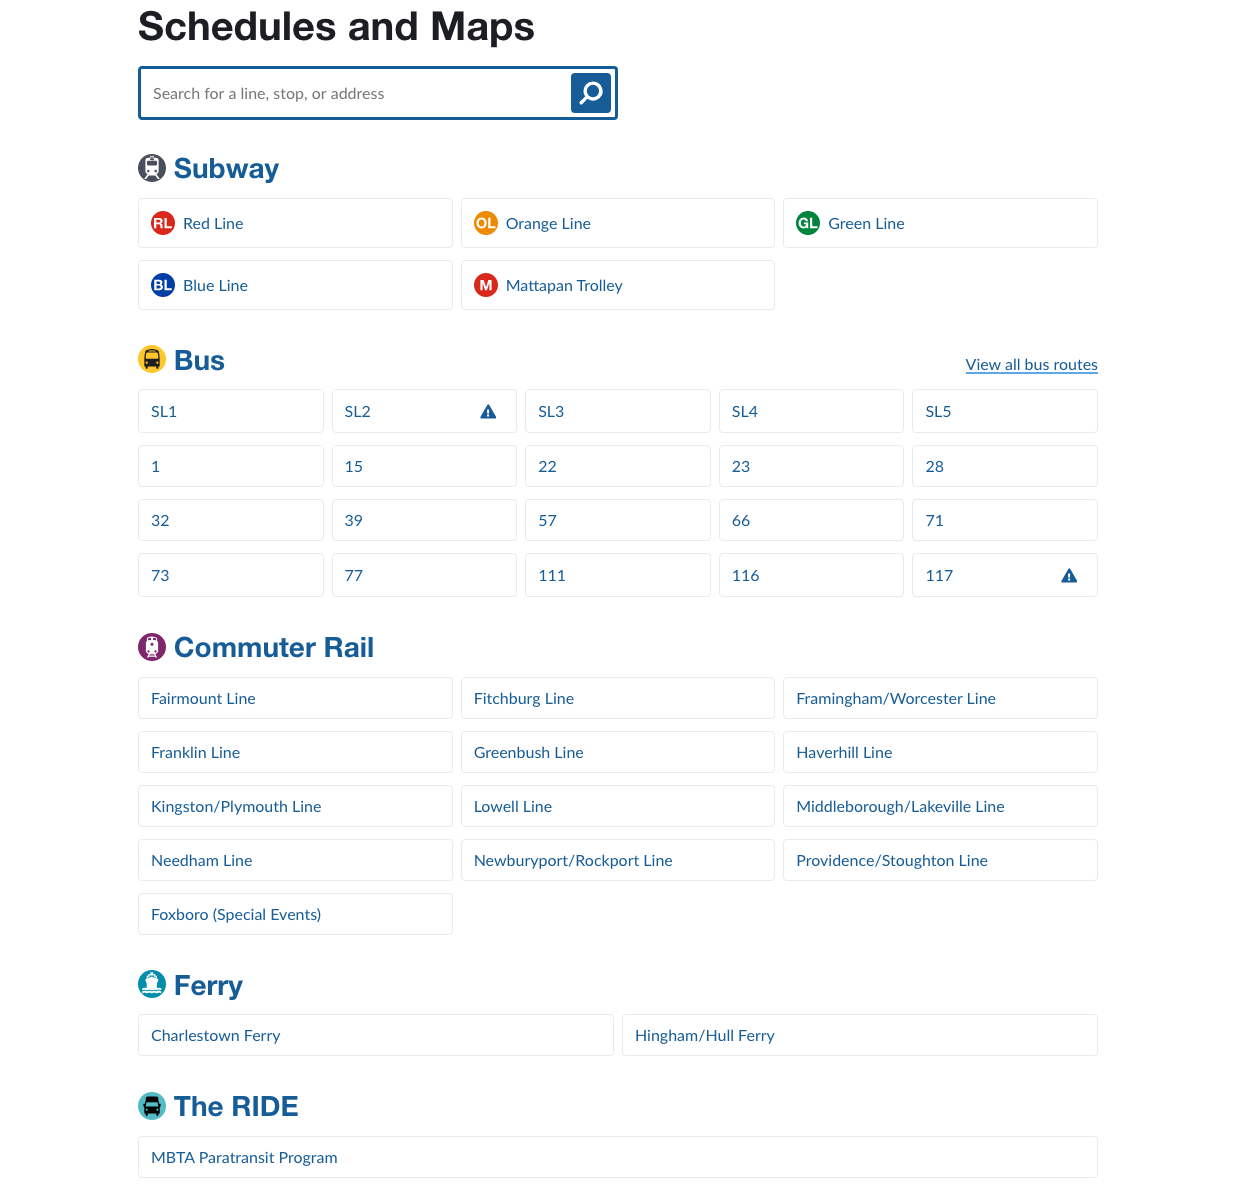 Schedules and Maps
Search for a line, stop, or address
Subway
RL Red Line
OL Orange Line
GL Green Line
BL Blue Line
M Mattapan Trolley
Bus
View all bus routes
SL1
SL2
SL3
SL4
SL5
1
15
22
23
28
32
39
57
66
71
73
77
111
116
117
Commuter Rail
Fairmount Line
Fitchburg Line
Framingham/Worcester Line
Franklin Line
Greenbush Line
Haverhill Line
Kingston/Plymouth Line
Lowell Line
Middleborough/Lakeville Line
Needham Line
Newburyport/Rockport Line
Providence/Stoughton Line
Foxboro (Special Events)
Ferry
Charlestown Ferry
Hingham/Hull Ferry
The RIDE
MBTA Paratransit Program